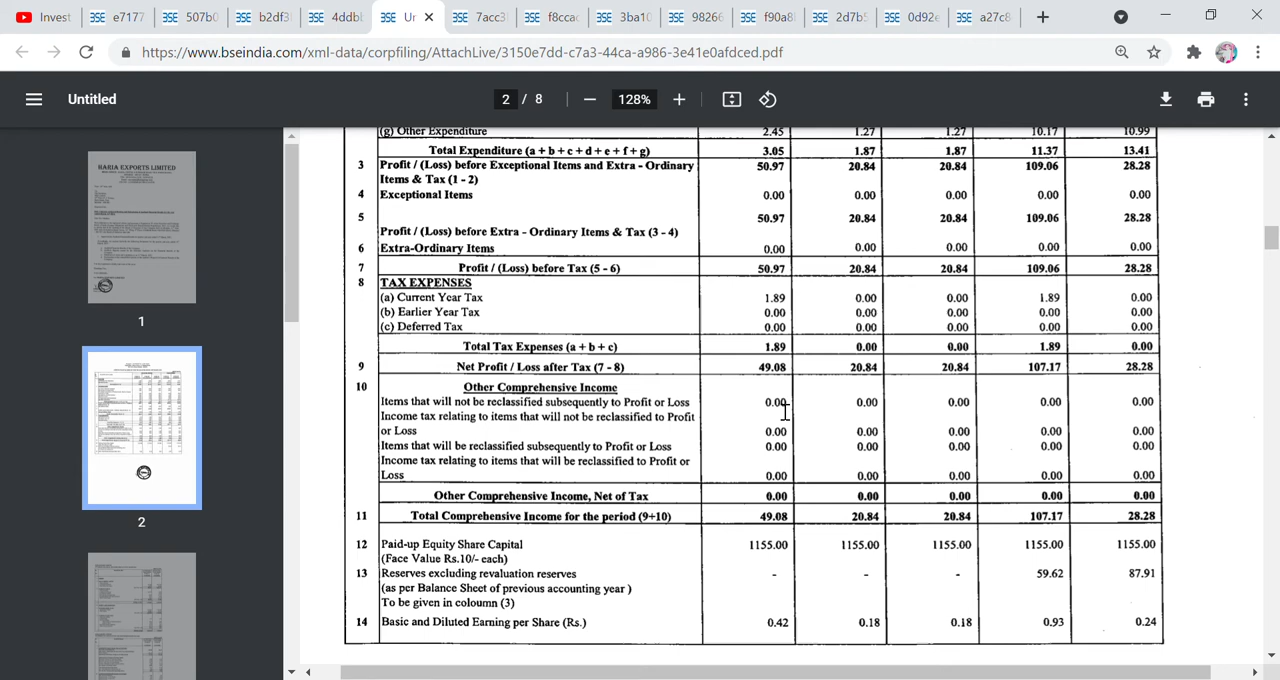 Invest
e7177
507b0
b2df3
4ddbl
Ur
7acc3
f8cca
3ba10
98266
f90a8
2d7b5
0d92e
a27c8
https://www.bseindia.com/xml-data/corpfiling/AttachLive/3150e7dd-c7a3-44ca-a986-3e41e0afdced.pdf
Untitled
2 / 8
128%
BARIA EXPORTS LIMITED
1
2
(g) Other Expenditure 2.45 1.27 1.27 10.17 10.99
Total Expenditure (a + b + c + d + e + f + g) 3.05 1.87 1.87 11.37 13.41
3 Profit / (Loss) before Exceptional Items and Extra - Ordinary 50.97 20.84 20.84 109.06 28.28
Items & Tax (1 - 2)
4 Exceptional Items 0.00 0.00 0.00 0.00 0.00
5 50.97 20.84 20.84 109.06 28.28
Profit / (Loss) before Extra - Ordinary Items & Tax (3 - 4)
6 Extra-Ordinary Items 0.00 0.00 0.00 0.00 0.00
7 Profit / (Loss) before Tax (5 - 6) 50.97 20.84 20.84 109.06 28.28
8 TAX EXPENSES
(a) Current Year Tax 1.89 0.00 0.00 1.89 0.00
(b) Earlier Year Tax 0.00 0.00 0.00 0.00 0.00
(c) Deferred Tax 0.00 0.00 0.00 0.00 0.00
Total Tax Expenses (a + b + c) 1.89 0.00 0.00 1.89 0.00
9 Net Profit / Loss after Tax (7 - 8) 49.08 20.84 20.84 107.17 28.28
10 Other Comprehensive Income
Items that will not be reclassified subsequently to Profit or Loss 0.00 0.00 0.00 0.00 0.00
Income tax relating to items that will not be reclassified to Profit
or Loss 0.00 0.00 0.00 0.00 0.00
Items that will be reclassified subsequently to Profit or Loss 0.00 0.00 0.00 0.00 0.00
Income tax relating to items that will be reclassified to Profit or
Loss 0.00 0.00 0.00 0.00 0.00
Other Comprehensive Income, Net of Tax 0.00 0.00 0.00 0.00 0.00
11 Total Comprehensive Income for the period (9+10) 49.08 20.84 20.84 107.17 28.28
12 Paid-up Equity Share Capital 1155.00 1155.00 1155.00 1155.00 1155.00
(Face Value Rs.10/- each)
13 Reserves excluding revaluation reserves - - - 59.62 87.91
(as per Balance Sheet of previous accounting year )
To be given in coloumn (3)
14 Basic and Diluted Earning per Share (Rs.) 0.42 0.18 0.18 0.93 0.24